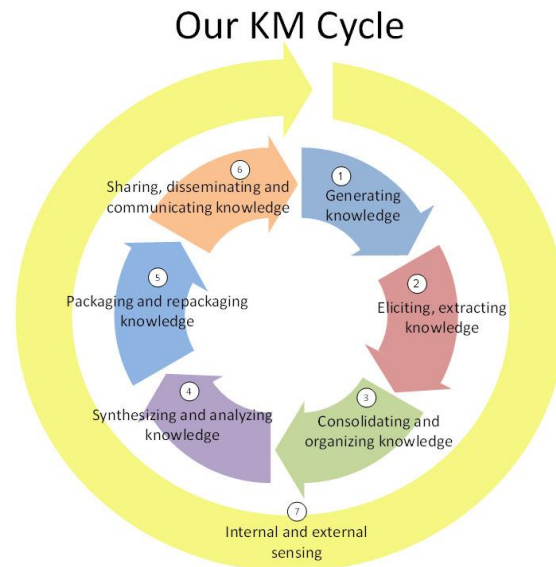 Our KM Cycle
1
Generating
knowledge
2
Eliciting, extracting
knowledge
3
Consolidating and
organizing knowledge
4
Synthesizing and analyzing
knowledge
5
Packaging and repackaging
knowledge
6
Sharing, disseminating and
communicating knowledge
7
Internal and external
sensing